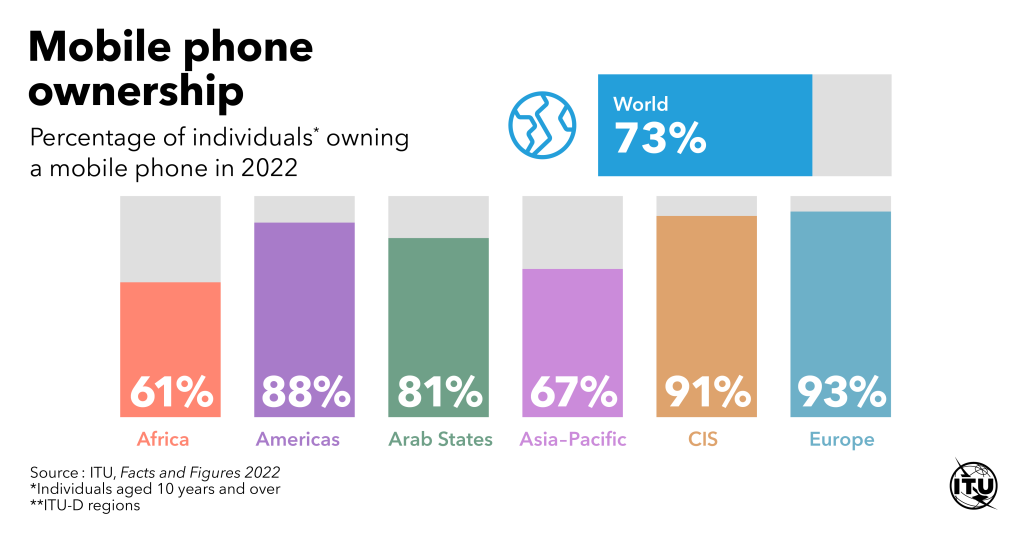 Mobile phone
ownership
Percentage of individuals* owning
a mobile phone in 2022
World
73%
61%
88%
81%
67%
91%
93%
Africa
Americas
Arab States
Asia–Pacific
CIS
Europe
Source : ITU, Facts and Figures 2022
*Individuals aged 10 years and over
**ITU-D regions
ITU